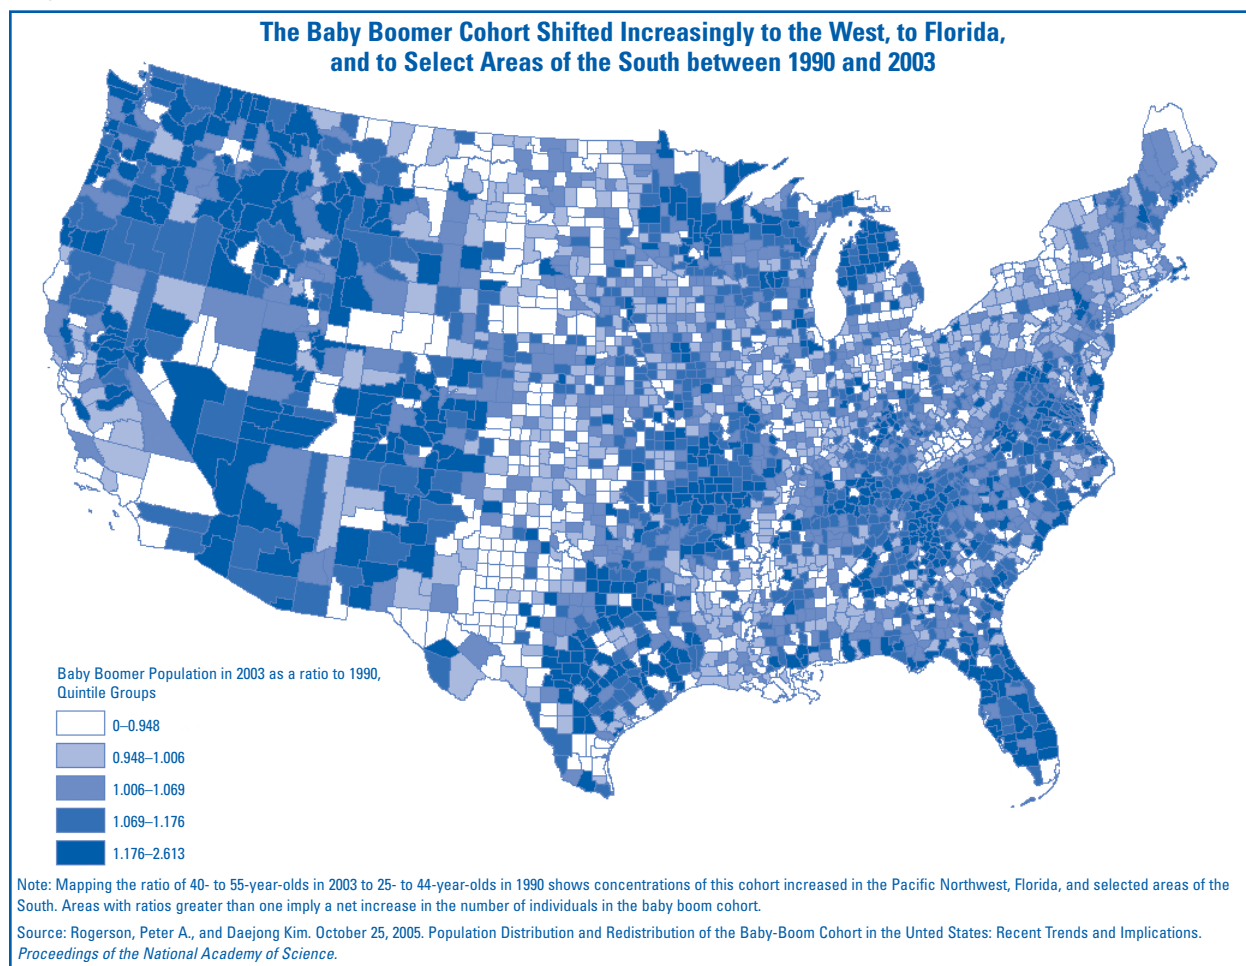 The Baby Boomer Cohort Shifted Increasingly to the West, to Florida,
and to Select Areas of the South between 1990 and 2003
Baby Boomer Population in 2003 as a ratio to 1990,
Quintile Groups
0–0.948
0.948–1.006
1.006–1.069
1.069–1.176
1.176–2.613
Note: Mapping the ratio of 40- to 55-year-olds in 2003 to 25- to 44-year-olds in 1990 shows concentrations of this cohort increased in the Pacific Northwest, Florida, and selected areas of the
South. Areas with ratios greater than one imply a net increase in the number of individuals in the baby boom cohort.
Source: Rogerson, Peter A., and Daejong Kim. October 25, 2005. Population Distribution and Redistribution of the Baby-Boom Cohort in the Unted States: Recent Trends and Implications.
Proceedings of the National Academy of Science.